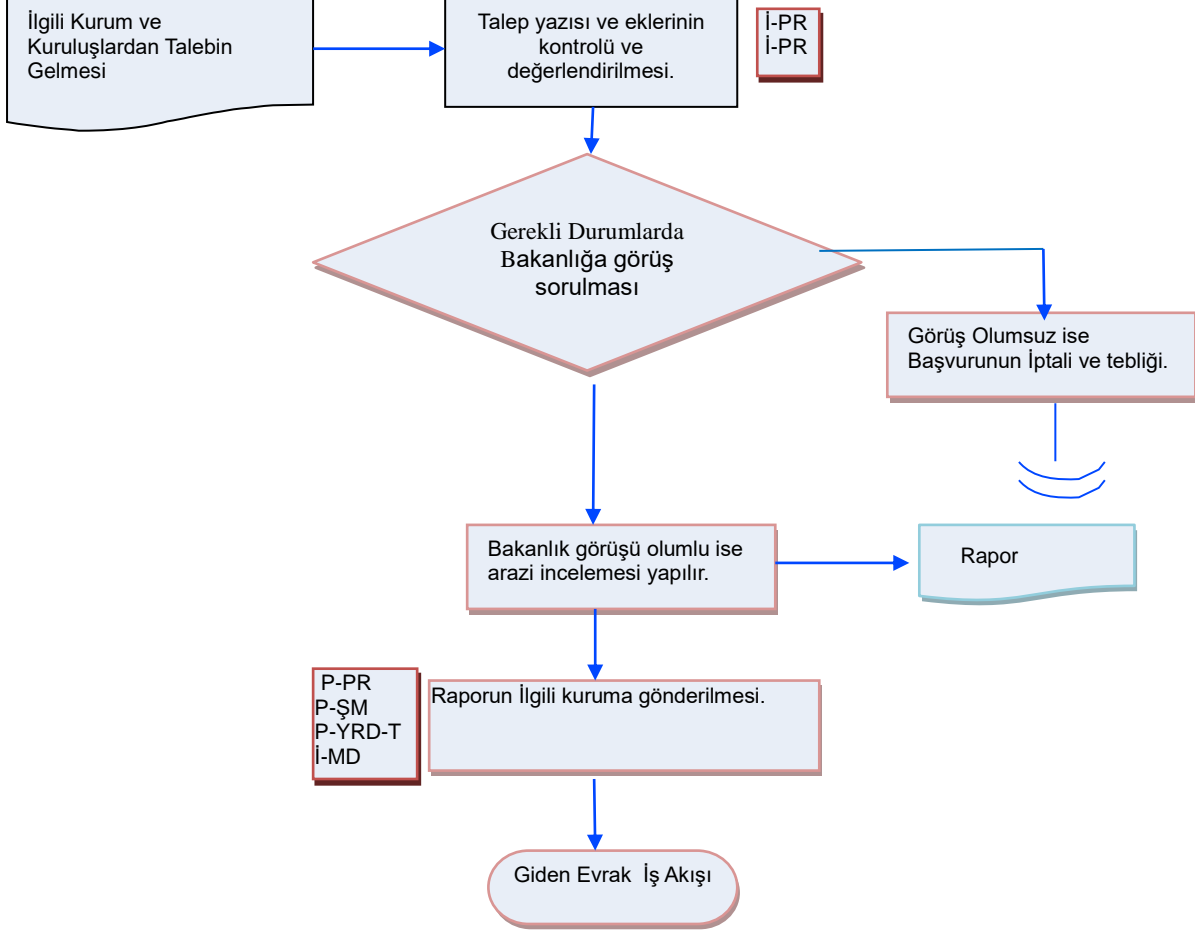 İlgili Kurum ve
Kuruluşlardan Talebin
Gelmesi
Talep yazısı ve eklerinin
kontrolü ve
değerlendirilmesi.
İ-PR
İ-PR
Gerekli Durumlarda
Bakanlığa görüş
sorulması
Görüş Olumsuz ise
Başvurunun İptali ve tebliği.
Bakanlık görüşü olumlu ise
arazi incelemesi yapılır.
Rapor
P-PR
P-ŞM
P-YRD-T
İ-MD
Raporun İlgili kuruma gönderilmesi.
Giden Evrak İş Akışı